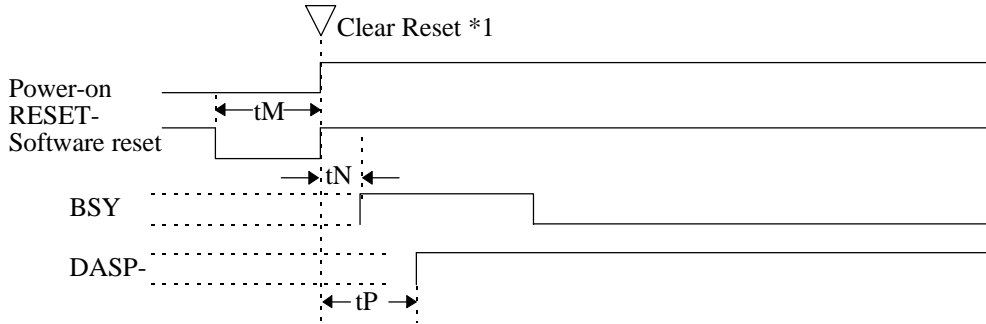 Clear Reset *1
Power-on
RESET-
Software reset
tM
tN
BSY
DASP-
tP